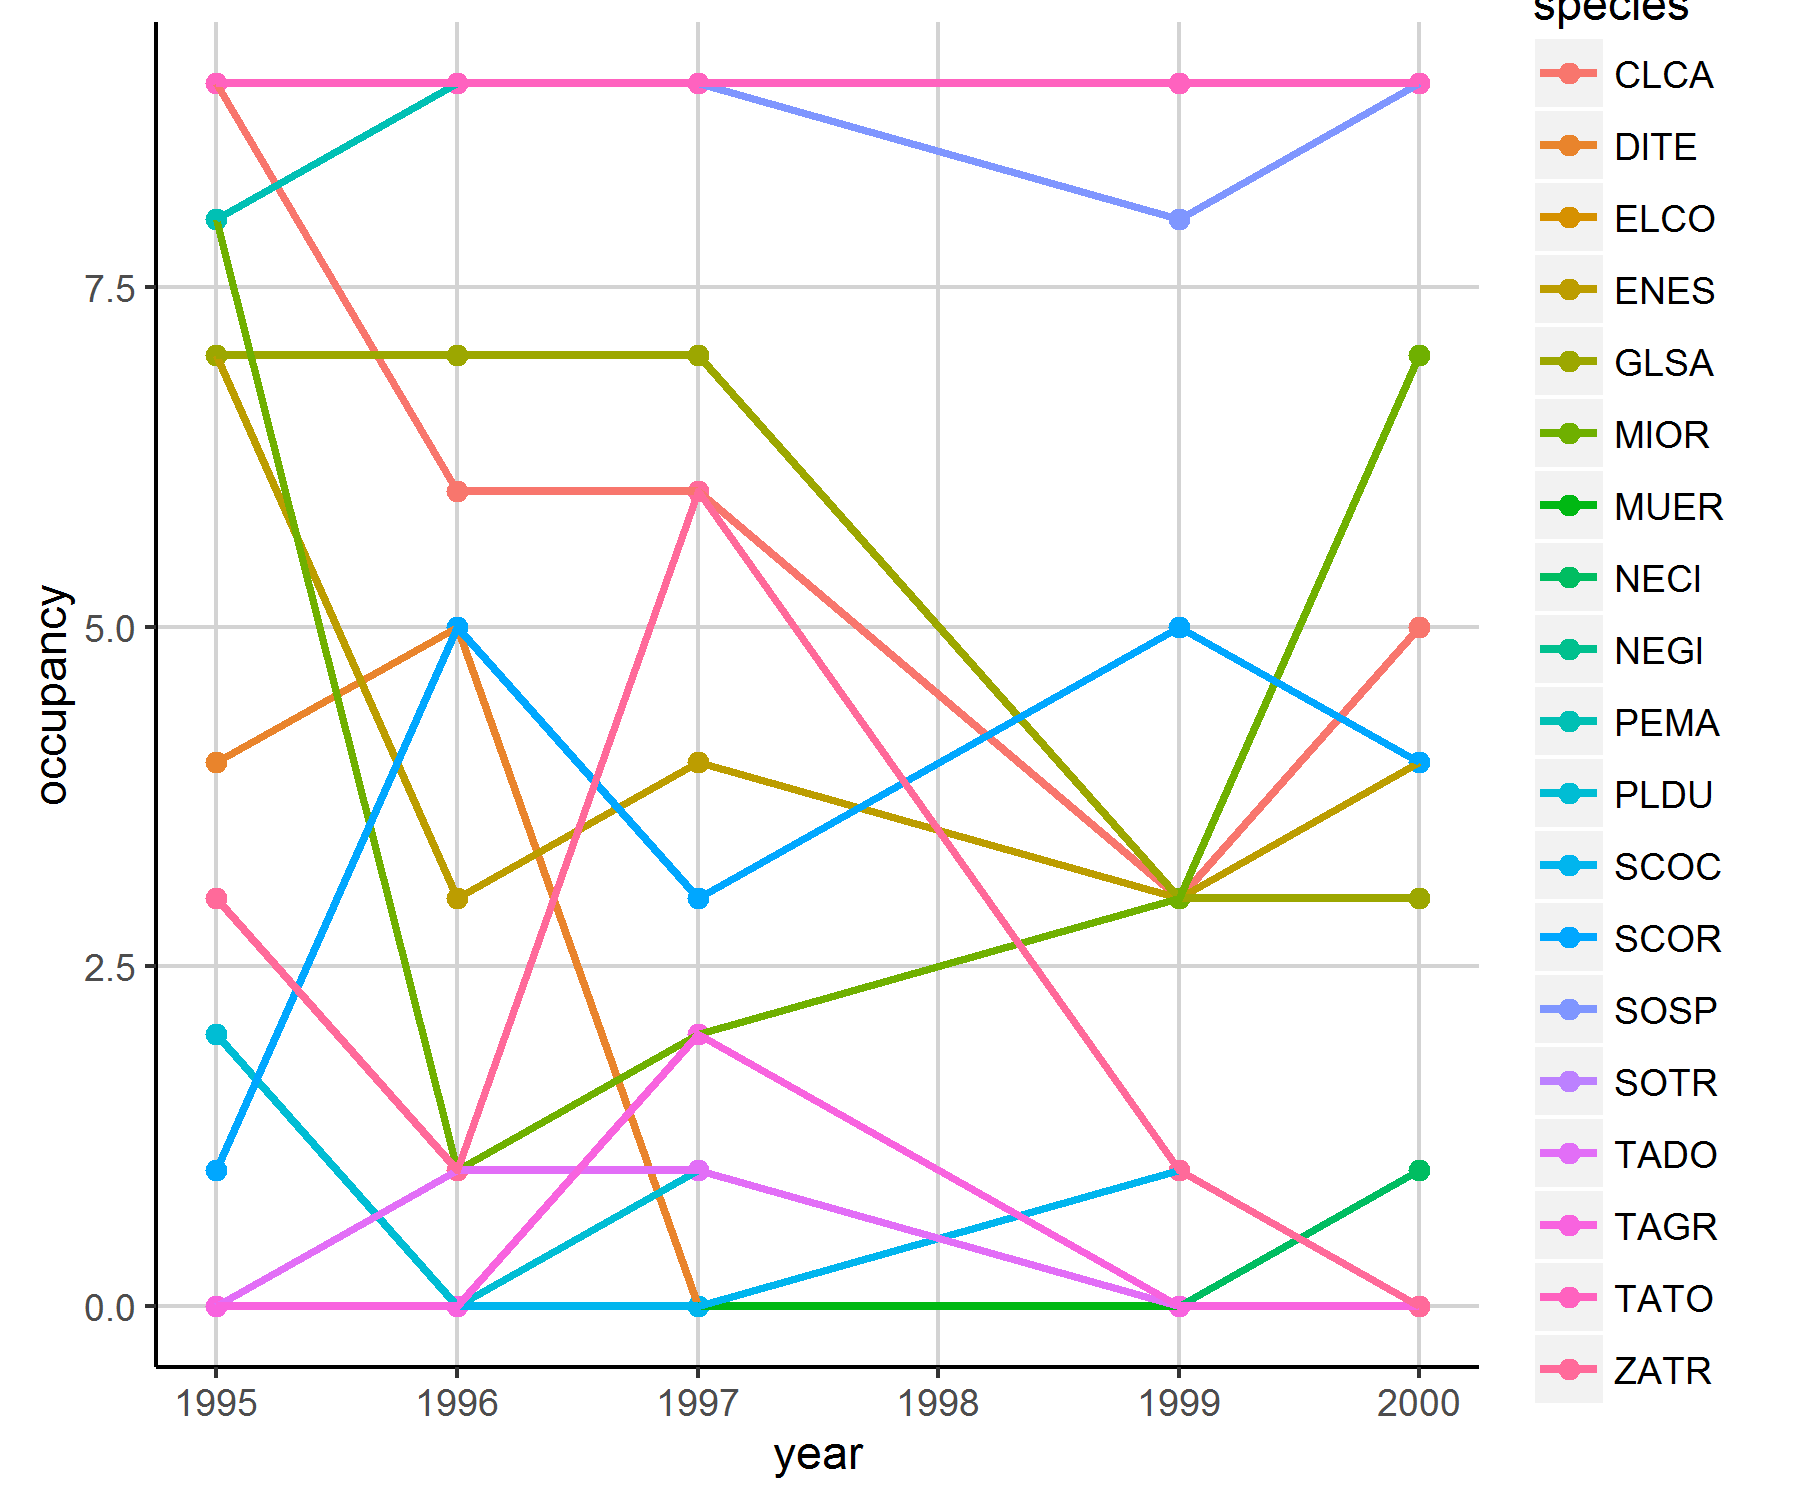 species
CLCA
DITE
ELCO
ENES
GLSA
MIOR
MUER
NECI
NEGI
PEMA
PLDU
SCOC
SCOR
SOSP
SOTR
TADO
TAGR
TATO
ZATR
occupancy
7.5
5.0
2.5
0.0
1995 1996 1997 1998 1999 2000
year